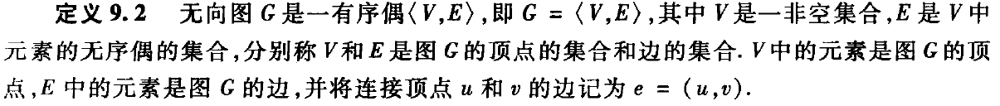 定义9.2 无向图 G 是一有序偶〈V,E〉,即 G = 〈V,E〉,其中 V 是一非空集合,E 是 V 中
元素的无序偶的集合,分别称 V 和 E 是图 G 的顶点的集合和边的集合. V 中的元素是图 G 的顶
点,E 中的元素是图 G 的边,并将连接顶点 u 和 v 的边记为 e = (u,v).